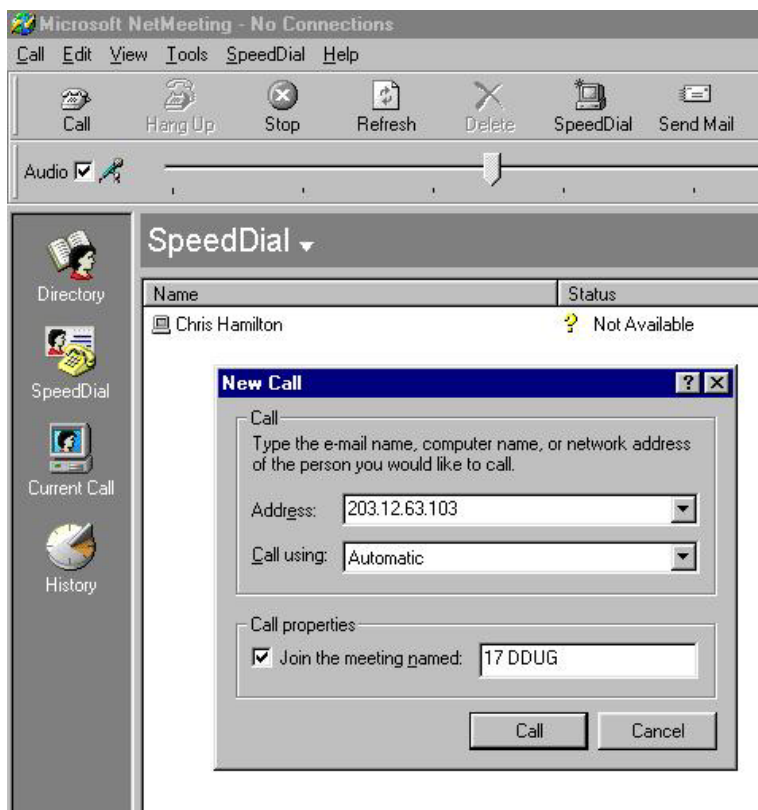 Microsoft NetMeeting - No Connections
Call Edit View Tools SpeedDial Help
Call Hang Up Stop Refresh Delete SpeedDial Send Mail
Audio
SpeedDial
Directory
Name Status
Chris Hamilton Not Available
SpeedDial
Current Call
History
New Call
Call
Type the e-mail name, computer name, or network address
of the person you would like to call.
Address: 203.12.63.103
Call using: Automatic
Call properties
Join the meeting named: 17 DDUG
Call Cancel